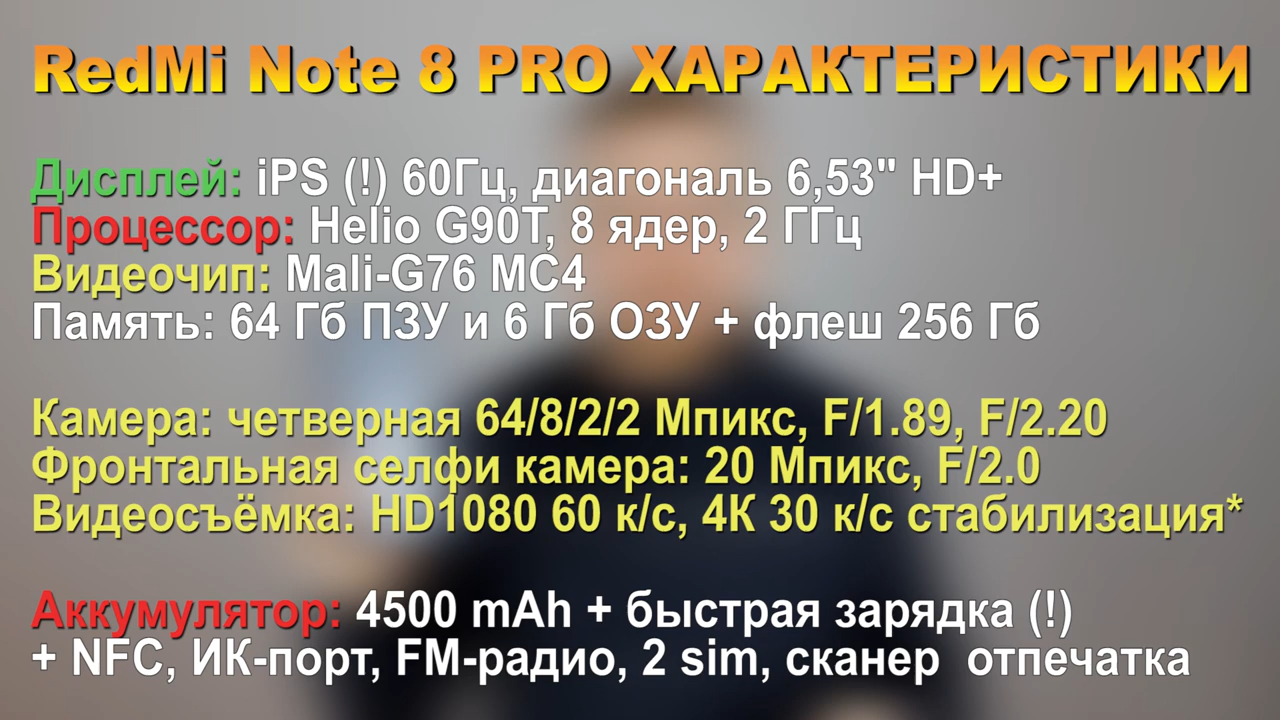 RedMi Note 8 PRO ХАРАКТЕРИСТИКИ
Дисплей: iPS (!) 60Гц, диагональ 6,53" HD+
Процессор: Helio G90T, 8 ядер, 2 ГГц
Видеочип: Mali-G76 MC4
Память: 64 Гб ПЗУ и 6 Гб ОЗУ + флеш 256 Гб
Камера: четверная 64/8/2/2 Мпикс, F/1.89, F/2.20
Фронтальная селфи камера: 20 Мпикс, F/2.0
Видеосъёмка: HD1080 60 к/с, 4К 30 к/с стабилизация*
Аккумулятор: 4500 mAh + быстрая зарядка (!)
+ NFC, ИК-порт, FM-радио, 2 sim, сканер  отпечатка